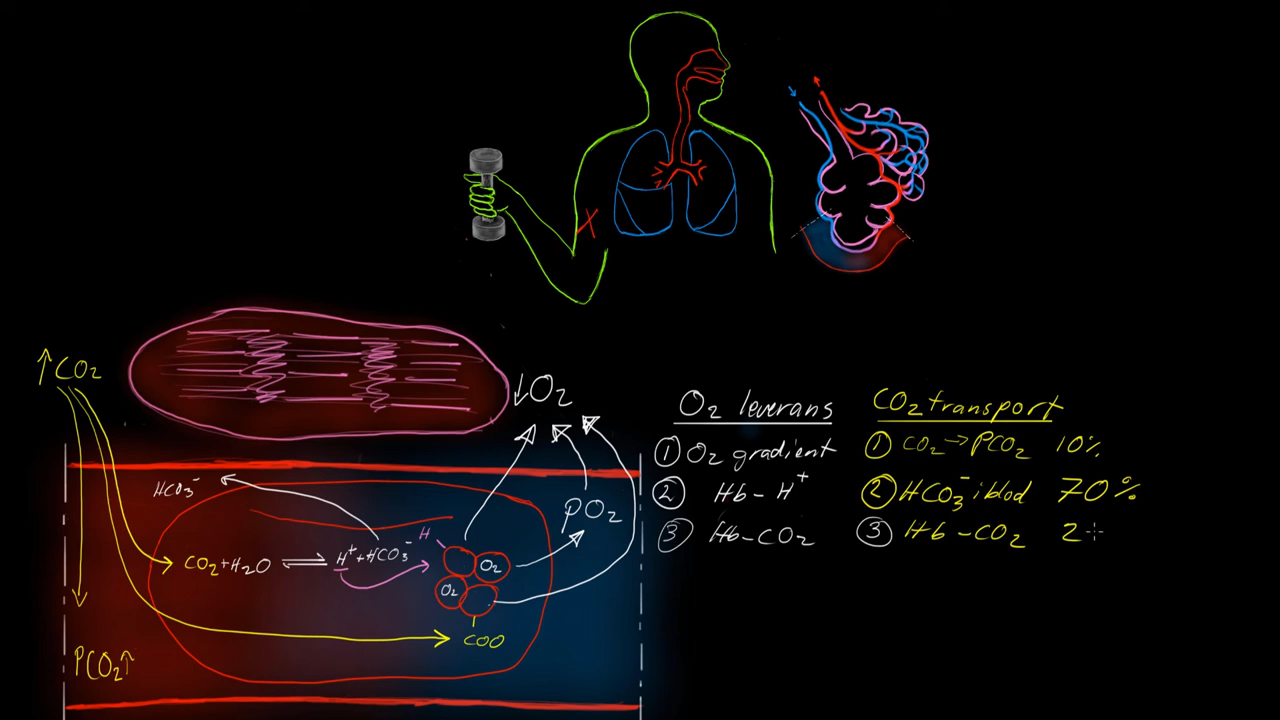 ↑CO₂
↓O₂
HCO₃⁻
PO₂
CO₂+H₂O ⇌ H⁺+HCO₃⁻
H
O₂
O₂
COO
PCO₂↑
O₂ leverans
① O₂ gradient
② Hb-H⁺
③ Hb-CO₂
CO₂ transport
① CO₂→PCO₂ 10%
② HCO₃⁻ i blod 70%
③ Hb-CO₂ 2